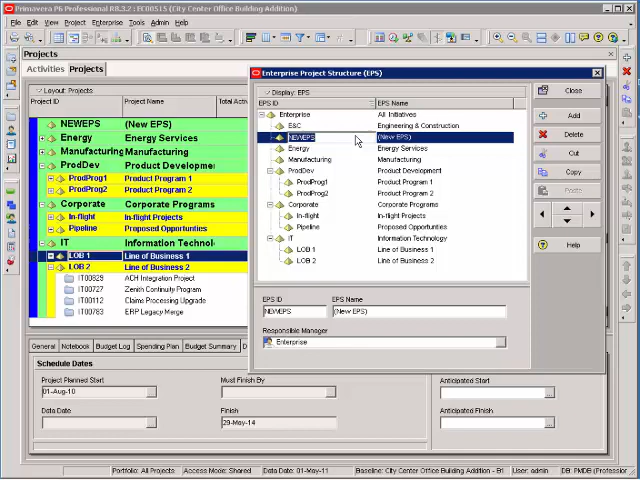 Primavera P6 Professional R8.3.2 : EC00515 (City Center Office Building Addition)
File Edit View Project Enterprise Tools Admin Help
Projects
Activities Projects
Layout: Projects
Project ID Project Name Total Activ
NEWEPS (New EPS)
Energy Energy Services
Manufacturing Manufacturing
ProdDev Product Developme
ProdProg1 Product Program 1
ProdProg2 Product Program 2
Corporate Corporate Programs
In-flight In-flight Projects
Pipeline Proposed Opportunities
IT Information Technol
LOB 1 Line of Business 1
LOB 2 Line of Business 2
IT00629 ACH Integration Project
IT00727 Zenith Continuity Program
IT00112 Claims Processing Upgrade
IT00783 ERP Legacy Merge
Enterprise Project Structure (EPS)
Display: EPS
EPS ID EPS Name
Enterprise All Initiatives
E&C Engineering & Construction
NEWEPS (New EPS)
Energy Energy Services
Manufacturing Manufacturing
ProdDev Product Development
ProdProg1 Product Program 1
ProdProg2 Product Program 2
Corporate Corporate Programs
In-flight In-flight Projects
Pipeline Proposed Opportunities
IT Information Technology
LOB 1 Line of Business 1
LOB 2 Line of Business 2
EPS ID EPS Name
NEWEPS (New EPS)
Responsible Manager
Enterprise
Close
Add
Delete
Cut
Copy
Paste
Help
General Notebook Budget Log Spending Plan Budget Summary
Schedule Dates
Project Planned Start Must Finish By Anticipated Start
01-Aug-10
Data Date Finish Anticipated Finish
29-May-14
Portfolio: All Projects Access Mode: Shared Data Date: 01-May-11 Baseline: City Center Office Building Addition - B1 User: admin DB: PMDB (Professior